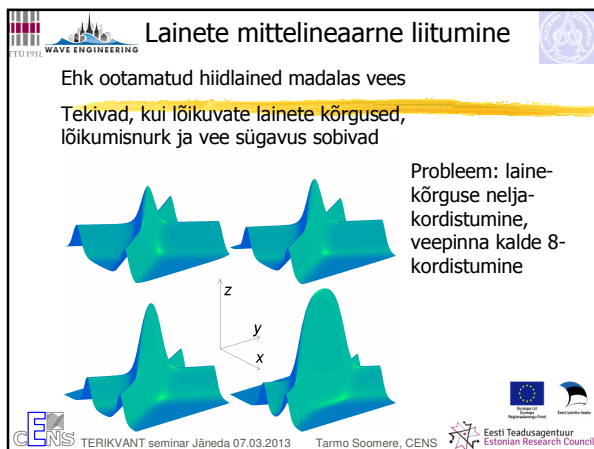 Lainete mittelineaarne liitumine
TTÜ 1918
WAVE ENGINEERING
Ehk ootamatud hiidlained madalas vees
Tekivad, kui lõikuvate lainete kõrgused,
lõikumisnurk ja vee sügavus sobivad
Probleem: laine-
kõrguse nelja-
kordistumine,
veepinna kalde 8-
kordistumine
z
y
x
Euroopa Liit
Euroopa
Regionaalarengu Fond
Eesti tuleviku heaks
CENS
TERIKVANT seminar Jäneda 07.03.2013
Tarmo Soomere, CENS
Eesti Teadusagentuur
Estonian Research Council